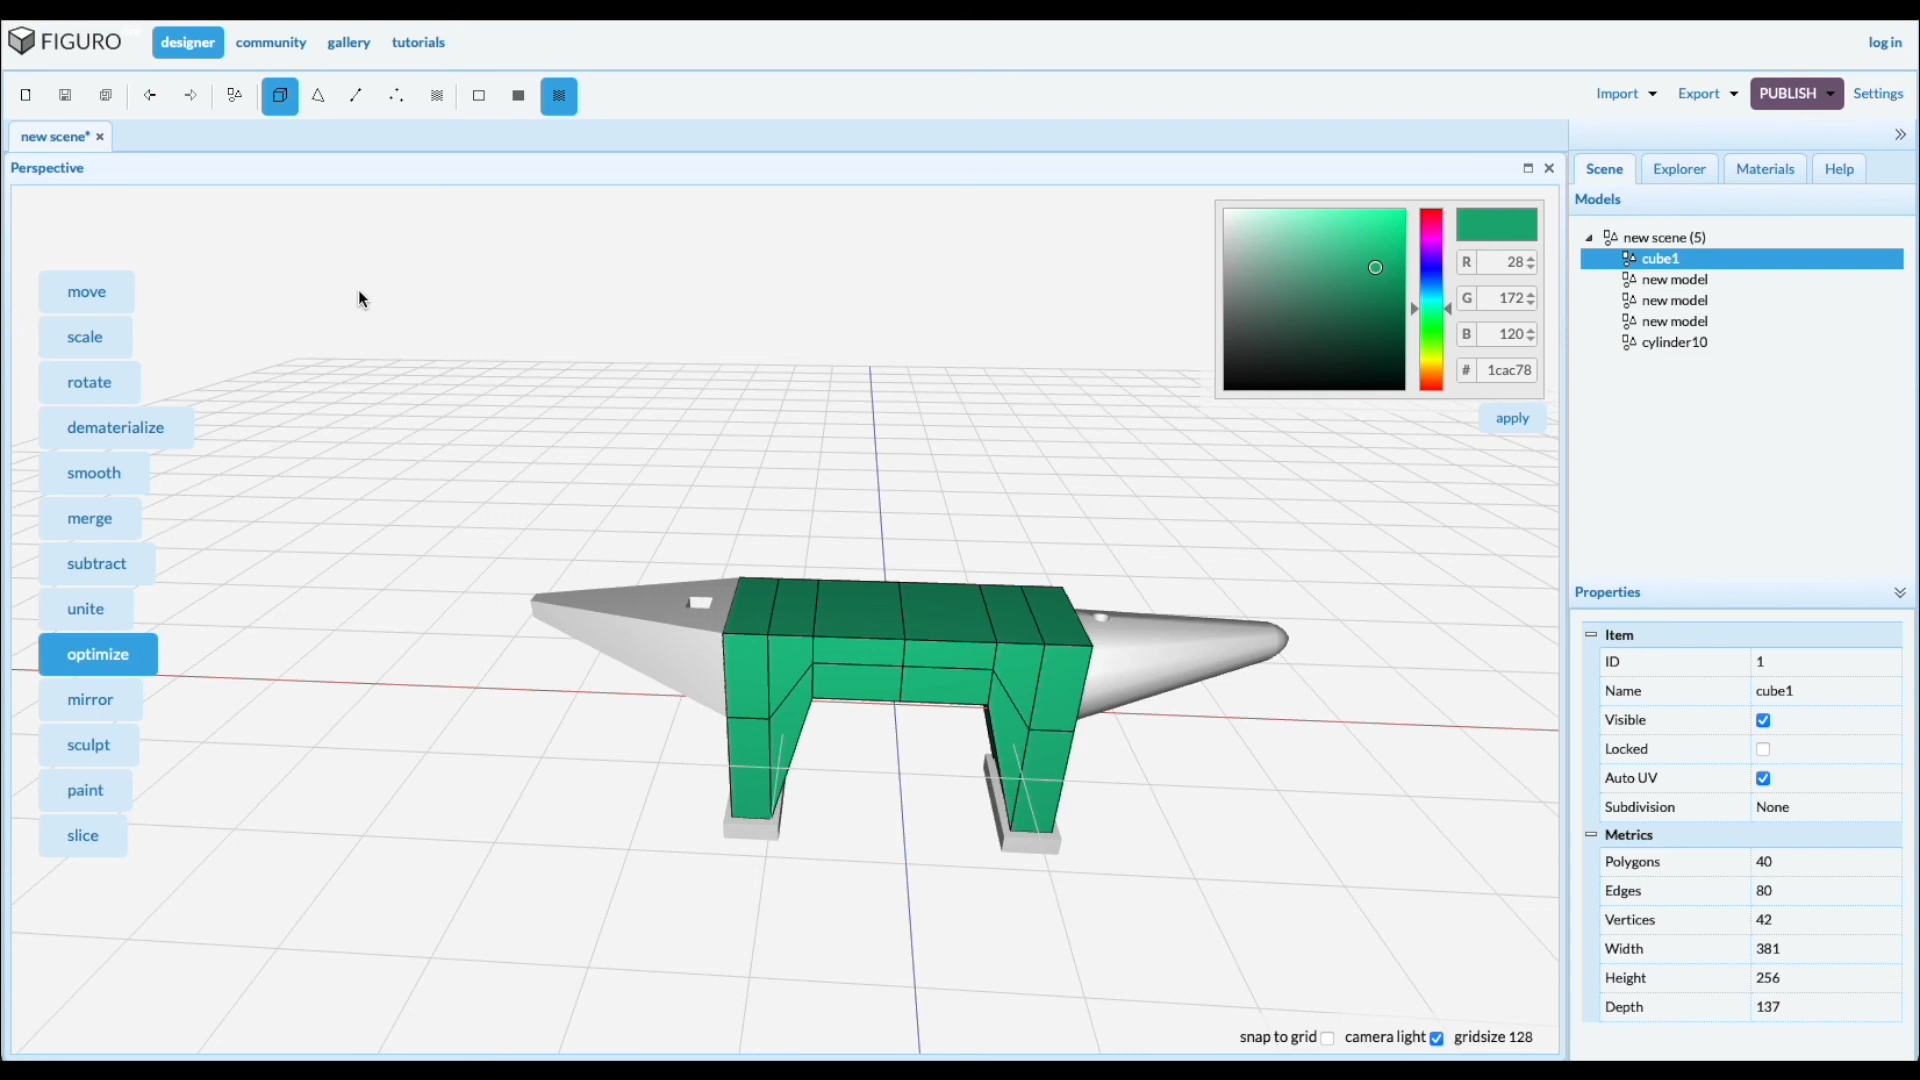 FIGURO
designer community gallery tutorials
log in
Import Export PUBLISH Settings
new scene* ×
Perspective
move
scale
rotate
dematerialize
smooth
merge
subtract
unite
optimize
mirror
sculpt
paint
slice
R 28
G 172
B 120
# 1cac78
apply
snap to grid camera light gridsize 128
Scene Explorer Materials Help
Models
new scene (5)
cube1
new model
new model
new model
cylinder10
Properties
Item
ID 1
Name cube1
Visible
Locked
Auto UV
Subdivision None
Metrics
Polygons 40
Edges 80
Vertices 42
Width 381
Height 256
Depth 137